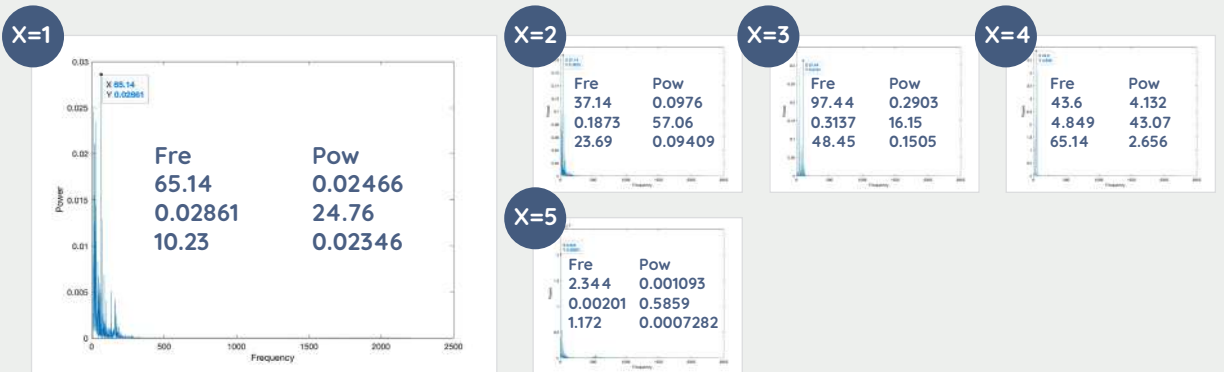 X=1
0.03
X 65.14
Y 0.02861
0.025
0.02
0.015
0.01
0.005
0
Power
Fre Pow
65.14 0.02466
0.02861 24.76
10.23 0.02346
0 500 1000 1500 2000 2500
Frequency
X=2
Fre Pow
37.14 0.0976
0.1873 57.06
23.69 0.09409
Frequency
X=3
Fre Pow
97.44 0.2903
0.3137 16.15
48.45 0.1505
Frequency
X=4
Fre Pow
43.6 4.132
4.849 43.07
65.14 2.656
Frequency
X=5
Fre Pow
2.344 0.001093
0.00201 0.5859
1.172 0.0007282
Frequency